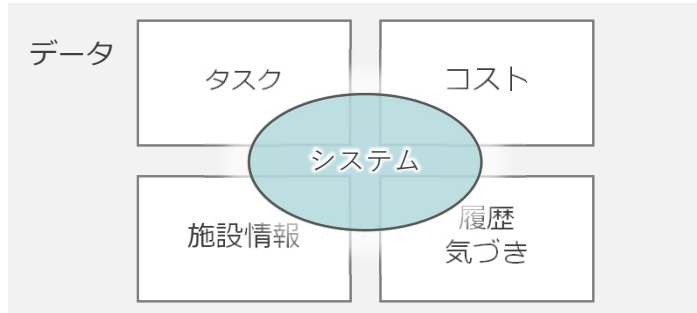 データ
タスク
コスト
システム
施設情報
履歴
気づき